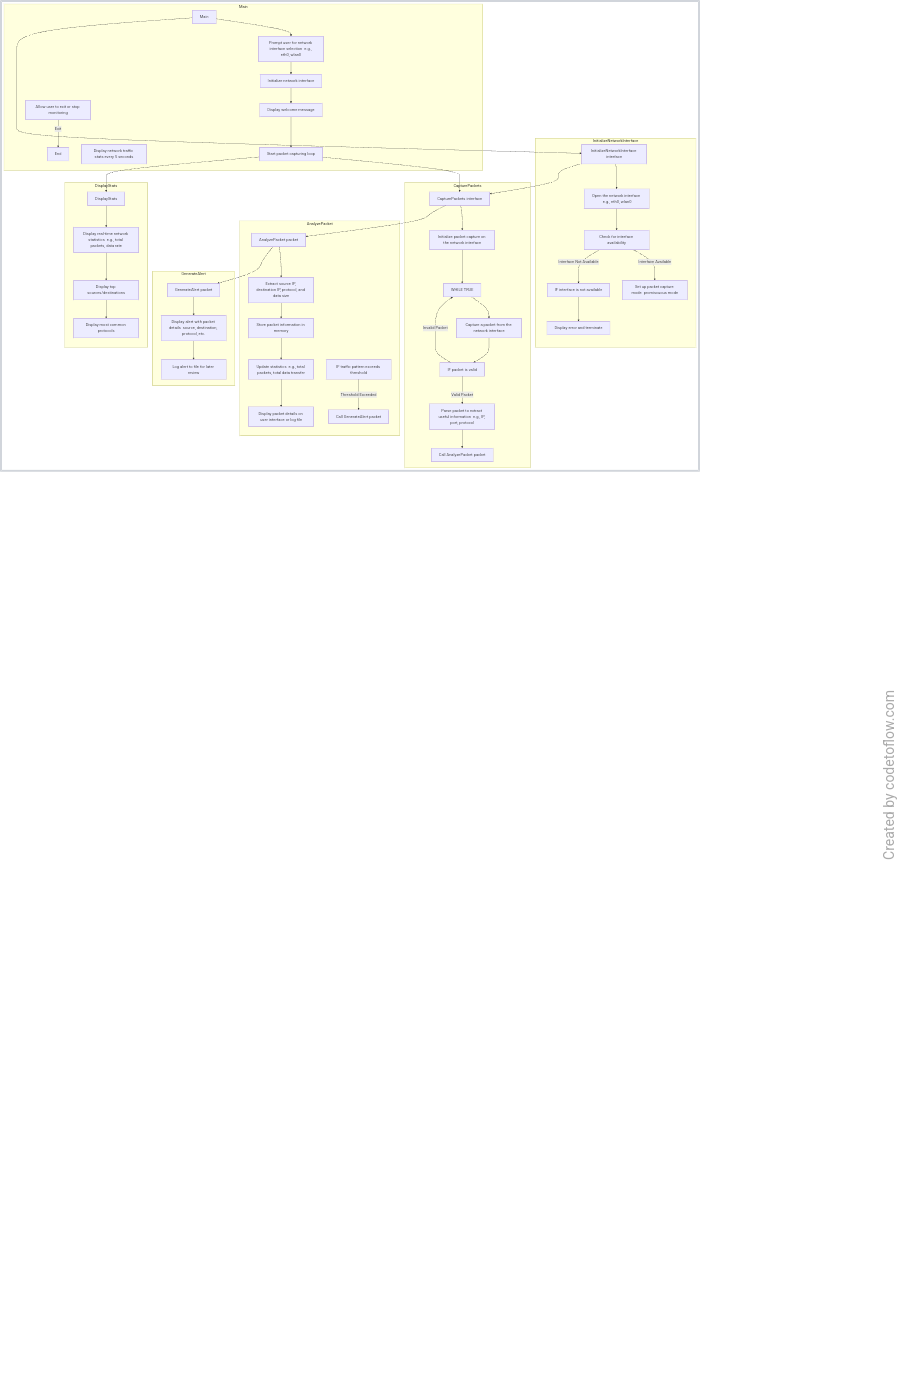 Main
Main
Prompt user for network
interface selection e.g.,
eth0, wlan0
Initialize network interface
Display welcome message
Allow user to exit or stop
monitoring
Exit
End
Display network traffic
stats every 5 seconds
Start packet capturing loop
InitializeNetworkInterface
InitializeNetworkInterface
interface
Open the network interface
e.g., eth0, wlan0
Check for interface
availability
Interface Not Available
Interface Available
IF interface is not available
Set up packet capture
mode: promiscuous mode
Display error and terminate
DisplayStats
DisplayStats
Display real-time network
statistics: e.g., total
packets, data rate
Display top
sources/destinations
Display most common
protocols
GenerateAlert
GenerateAlert packet
Display alert with packet
details: source, destination,
protocol, etc.
Log alert to file for later
review
AnalyzePacket
AnalyzePacket packet
Extract source IP,
destination IP, protocol, and
data size
Store packet information in
memory
Update statistics: e.g., total
packets, total data transfer
IF traffic pattern exceeds
threshold
Threshold Exceeded
Display packet details on
user interface or log file
Call GenerateAlert packet
CapturePackets
CapturePackets interface
Initialize packet capture on
the network interface
WHILE TRUE
Invalid Packet
Capture a packet from the
network interface
IF packet is valid
Valid Packet
Parse packet to extract
useful information: e.g., IP,
port, protocol
Call AnalyzePacket packet
Created by codetoflow.com